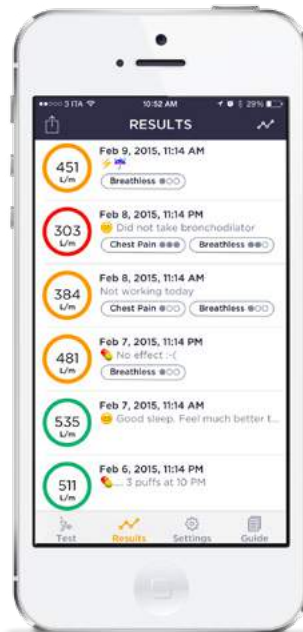 3 ITA 10:52 AM 29%
RESULTS
451 L/m
Feb 9, 2015, 11:14 AM
⚡☔
Breathless
303 L/m
Feb 8, 2015, 11:14 PM
Did not take bronchodilator
Chest Pain Breathless
384 L/m
Feb 8, 2015, 11:14 AM
Not working today
Chest Pain Breathless
481 L/m
Feb 7, 2015, 11:14 PM
💊 No effect :-(
Breathless
535 L/m
Feb 7, 2015, 11:14 AM
😊 Good sleep. Feel much better t...
511 L/m
Feb 6, 2015, 11:14 PM
💊.... 3 puffs at 10 PM
Test Results Settings Guide